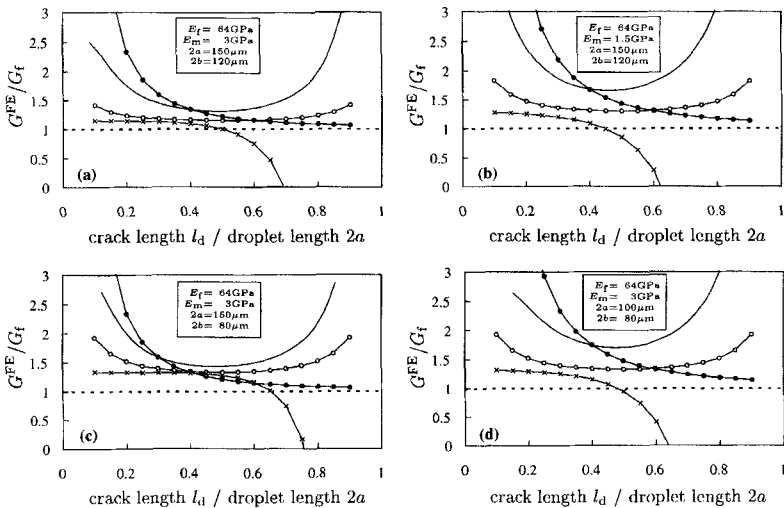 3
2.5
2
1.5
1
0.5
0
G^FE/G_f
E_f = 64GPa
E_m = 3GPa
2a=150μm
2b=120μm
(a)
0 0.2 0.4 0.6 0.8 1
crack length l_d / droplet length 2a
3
2.5
2
1.5
1
0.5
0
G^FE/G_f
E_f = 64GPa
E_m = 1.5GPa
2a=150μm
2b=120μm
(b)
0 0.2 0.4 0.6 0.8 1
crack length l_d / droplet length 2a
3
2.5
2
1.5
1
0.5
0
G^FE/G_f
E_f = 64GPa
E_m = 3GPa
2a=150μm
2b= 80μm
(c)
0 0.2 0.4 0.6 0.8 1
crack length l_d / droplet length 2a
3
2.5
2
1.5
1
0.5
0
G^FE/G_f
E_f = 64GPa
E_m = 3GPa
2a=100μm
2b= 80μm
(d)
0 0.2 0.4 0.6 0.8 1
crack length l_d / droplet length 2a